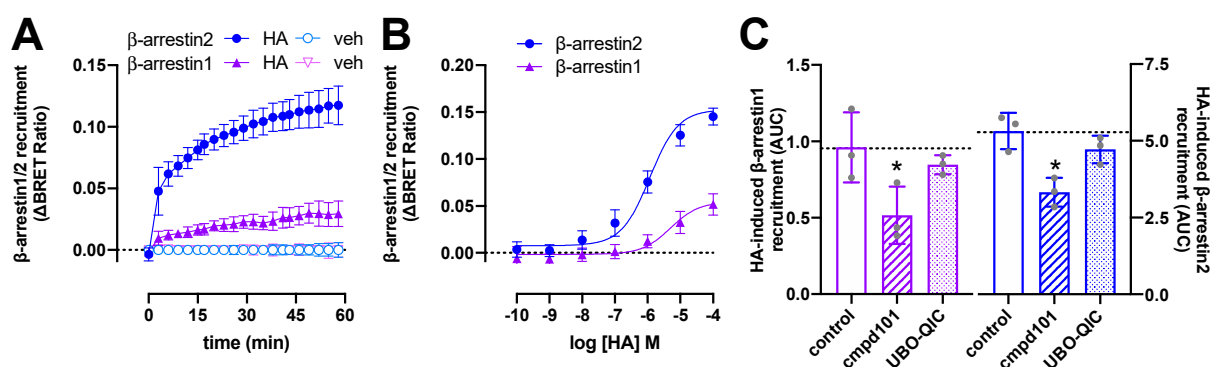 A
β-arrestin2 HA veh
β-arrestin1 HA veh
β-arrestin1/2 recruitment
(ΔBRET Ratio)
0.15
0.10
0.05
0.00
0 15 30 45 60
time (min)
B
β-arrestin2
β-arrestin1
β-arrestin1/2 recruitment
(ΔBRET Ratio)
0.20
0.15
0.10
0.05
0.00
-10 -9 -8 -7 -6 -5 -4
log [HA] M
C
HA-induced β-arrestin1
recruitment (AUC)
1.5
1.0
0.5
0.0
*
*
control
cmpd101
UBO-QIC
control
cmpd101
UBO-QIC
7.5
5.0
2.5
0.0
HA-induced β-arrestin2
recruitment (AUC)